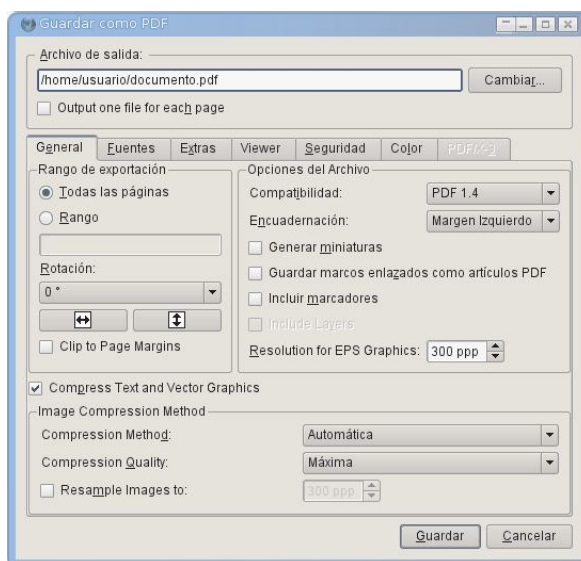 Guardar como PDF
Archivo de salida:
/home/usuario/documento.pdf
Cambiar...
Output one file for each page
General Fuentes Extras Viewer Seguridad Color PDF/X-3
Rango de exportación
Todas las páginas
Rango
Rotación:
0 °
Clip to Page Margins
Opciones del Archivo
Compatibilidad: PDF 1.4
Encuadernación: Margen Izquierdo
Generar miniaturas
Guardar marcos enlazados como artículos PDF
Incluir marcadores
Include Layers
Resolution for EPS Graphics: 300 ppp
Compress Text and Vector Graphics
Image Compression Method
Compression Method: Automática
Compression Quality: Máxima
Resample Images to: 300 ppp
Guardar Cancelar